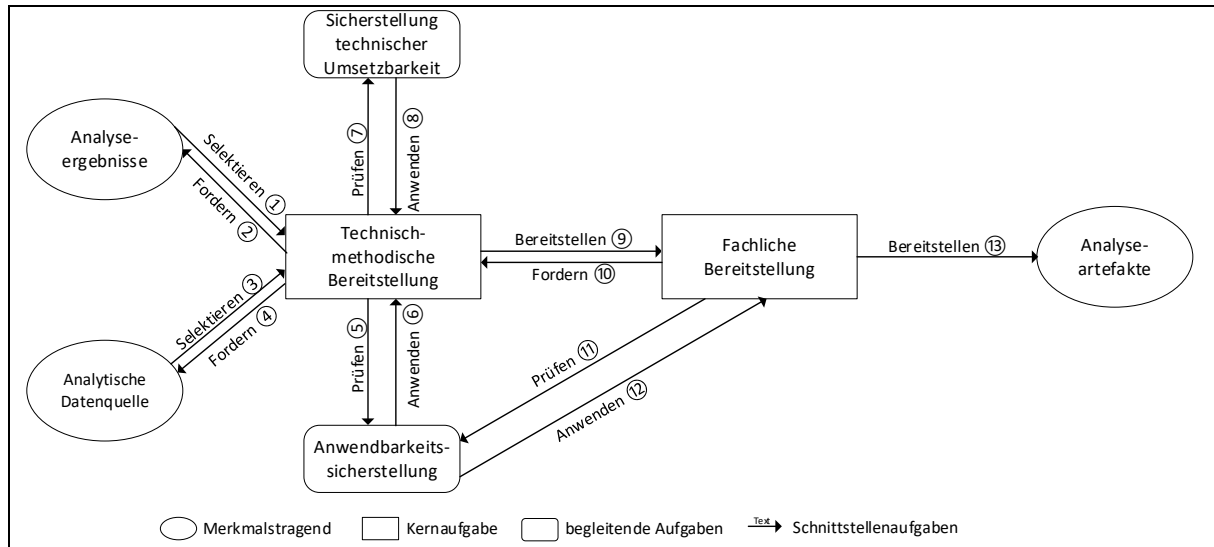 Sicherstellung
technischer
Umsetzbarkeit
Analyse-
ergebnisse
Selektieren ①
Fordern ②
Prüfen ⑦
Anwenden ⑧
Technisch-
methodische
Bereitstellung
Bereitstellen ⑨
Fordern ⑩
Fachliche
Bereitstellung
Bereitstellen ⑬
Analyse-
artefakte
Selektieren ③
Fordern ④
Analytische
Datenquelle
Prüfen ⑤
Anwenden ⑥
Prüfen ⑪
Anwenden ⑫
Anwendbarkeits-
sicherstellung
Merkmalstragend
Kernaufgabe
begleitende Aufgaben
Text
Schnittstellenaufgaben